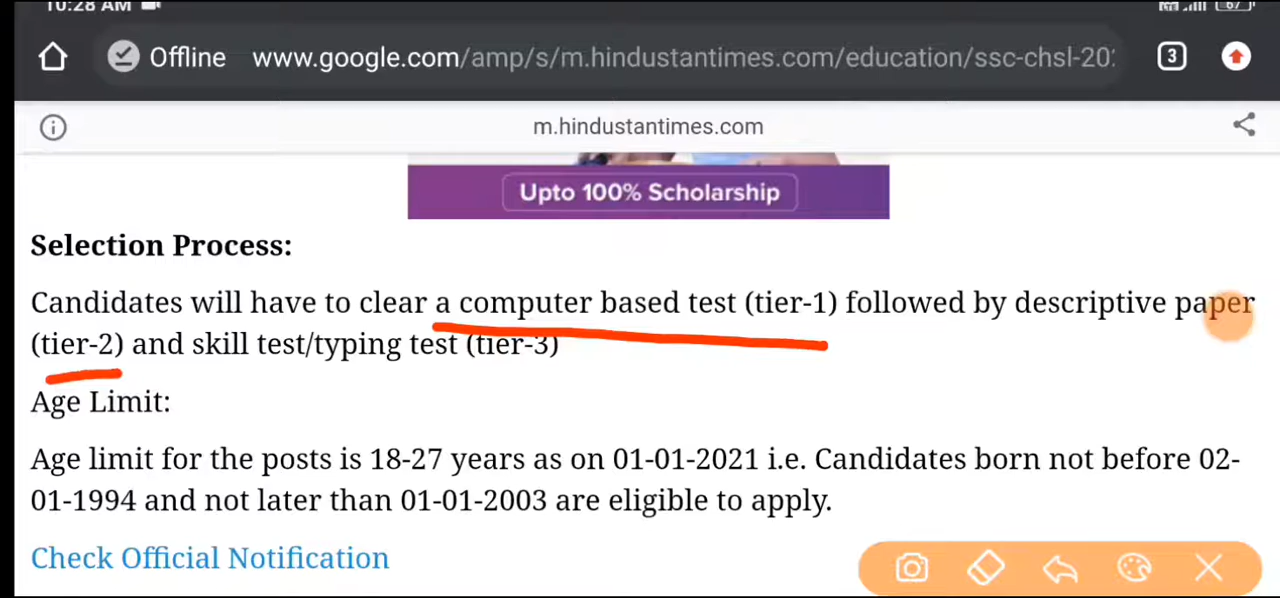 10:28 AM
67
Offline www.google.com/amp/s/m.hindustantimes.com/education/ssc-chsl-202
3
m.hindustantimes.com
Upto 100% Scholarship
Selection Process:
Candidates will have to clear a computer based test (tier-1) followed by descriptive paper
(tier-2) and skill test/typing test (tier-3)
Age Limit:
Age limit for the posts is 18-27 years as on 01-01-2021 i.e. Candidates born not before 02-
01-1994 and not later than 01-01-2003 are eligible to apply.
Check Official Notification